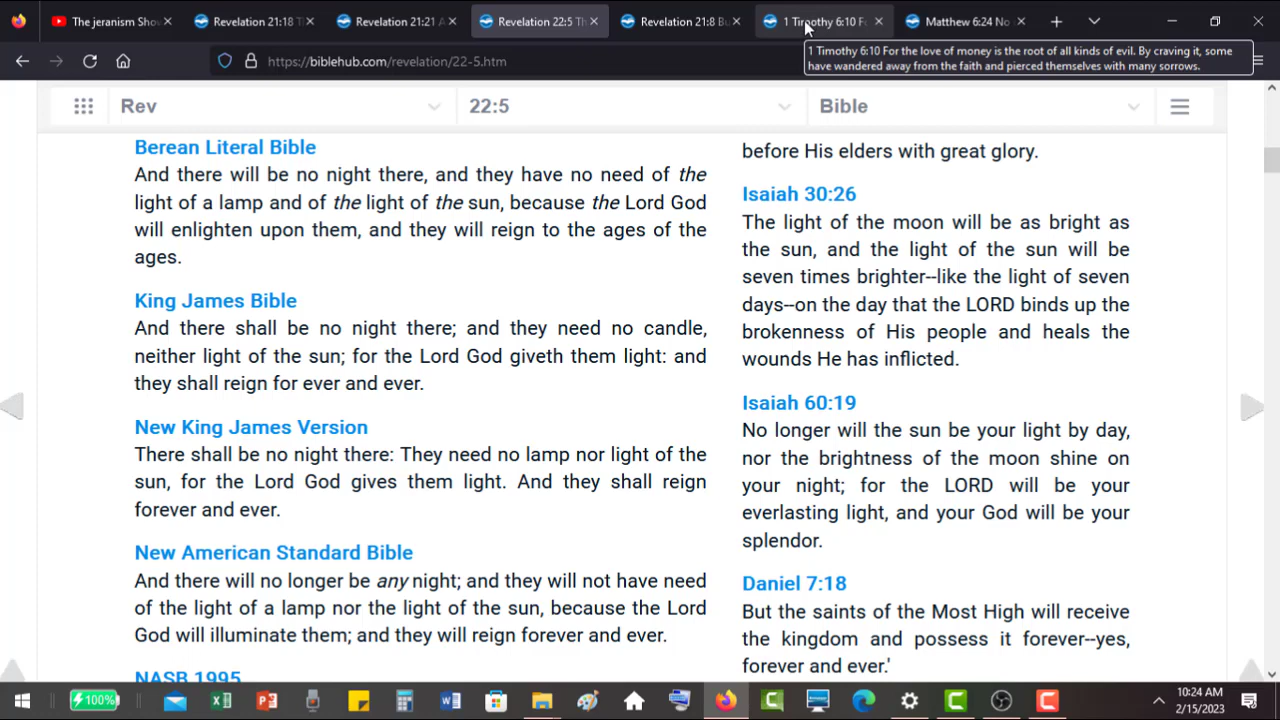 The jeranism Show
Revelation 21:18 T
Revelation 21:21 A
Revelation 22:5 Th
Revelation 21:8 Bu
1 Timothy 6:10 F
Matthew 6:24 No
https://biblehub.com/revelation/22-5.htm
1 Timothy 6:10 For the love of money is the root of all kinds of evil. By craving it, some
have wandered away from the faith and pierced themselves with many sorrows.
Rev
22:5
Bible
Berean Literal Bible
And there will be no night there, and they have no need of the
light of a lamp and of the light of the sun, because the Lord God
will enlighten upon them, and they will reign to the ages of the
ages.
King James Bible
And there shall be no night there; and they need no candle,
neither light of the sun; for the Lord God giveth them light: and
they shall reign for ever and ever.
New King James Version
There shall be no night there: They need no lamp nor light of the
sun, for the Lord God gives them light. And they shall reign
forever and ever.
New American Standard Bible
And there will no longer be any night; and they will not have need
of the light of a lamp nor the light of the sun, because the Lord
God will illuminate them; and they will reign forever and ever.
NASB 1995
before His elders with great glory.
Isaiah 30:26
The light of the moon will be as bright as
the sun, and the light of the sun will be
seven times brighter--like the light of seven
days--on the day that the LORD binds up the
brokenness of His people and heals the
wounds He has inflicted.
Isaiah 60:19
No longer will the sun be your light by day,
nor the brightness of the moon shine on
your night; for the LORD will be your
everlasting light, and your God will be your
splendor.
Daniel 7:18
But the saints of the Most High will receive
the kingdom and possess it forever--yes,
forever and ever.'
100%
10:24 AM
2/15/2023